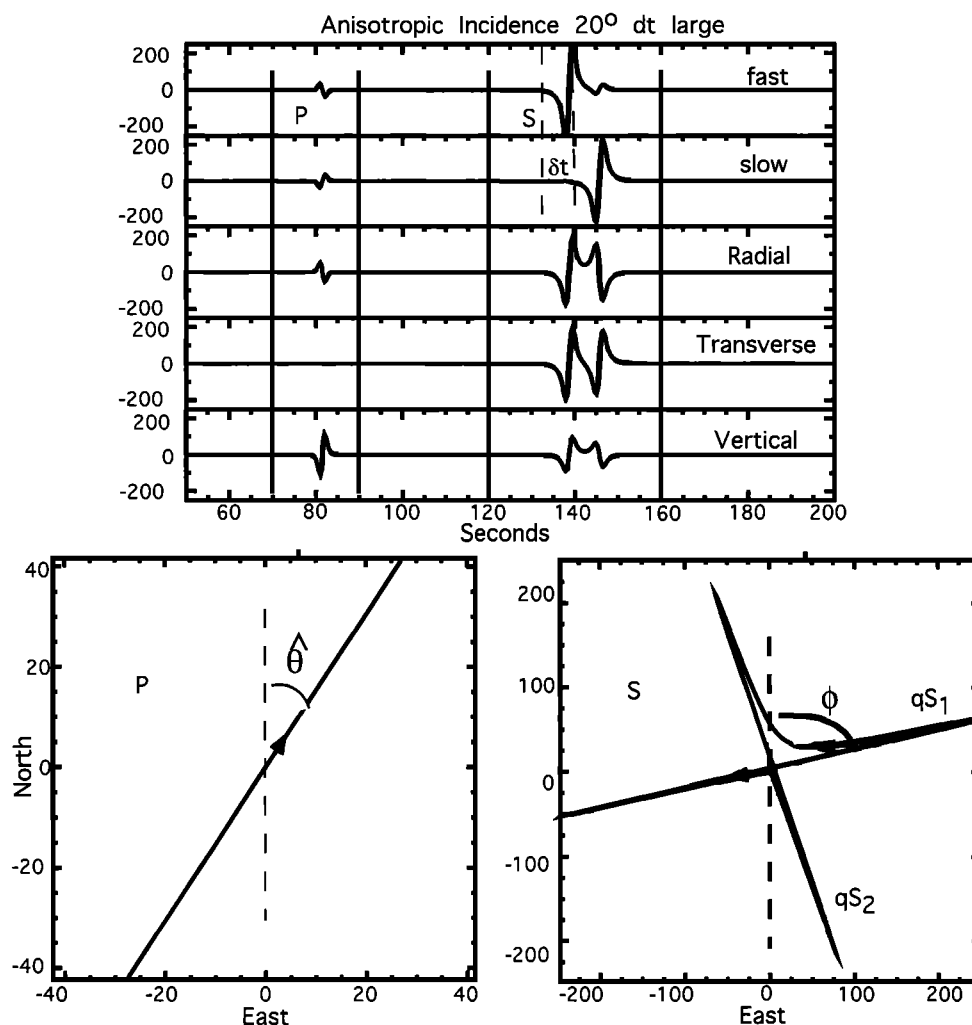 Anisotropic Incidence 20° dt large
200
0
-200
P
S
fast
200
0
-200
δt
slow
200
0
-200
Radial
200
0
-200
Transverse
200
0
-200
Vertical
60 80 100 120 140 160 180 200
Seconds
40
20
0
-20
-40
North
P
θ̂
-40 -20 0 20 40
East
200
100
0
-100
-200
S
ϕ
qS₁
qS₂
-200 -100 0 100 200
East